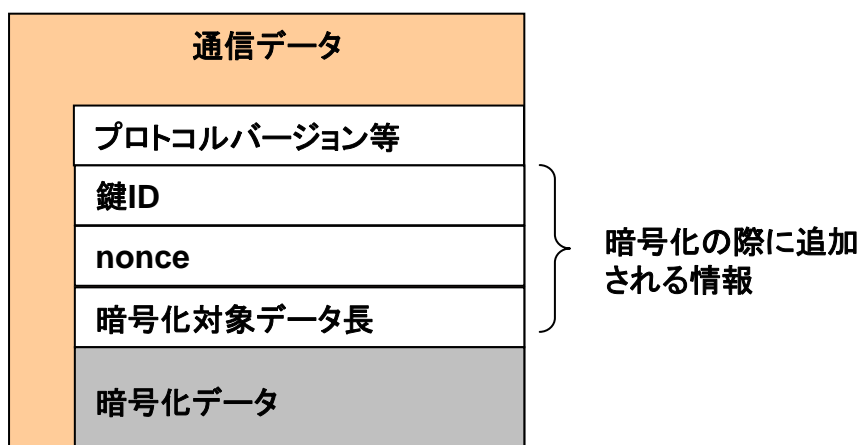 通信データ
プロトコルバージョン等
鍵ID
nonce
暗号化対象データ長
暗号化データ
暗号化の際に追加
される情報